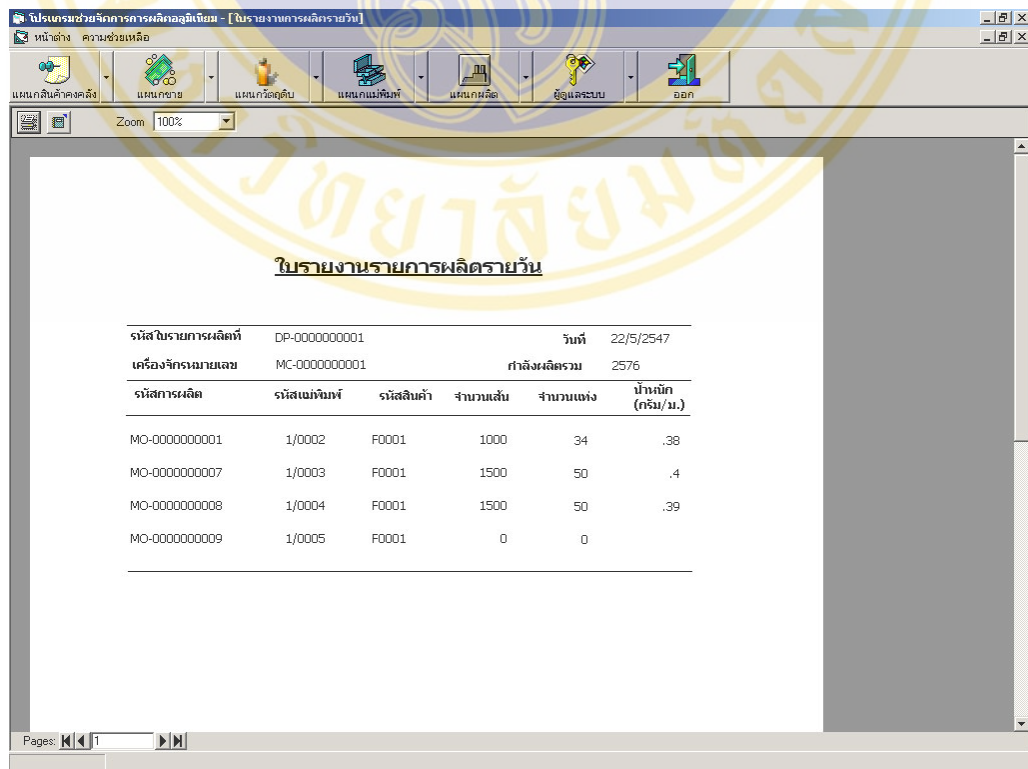 โปรแกรมช่วยจัดการการผลิตอลูมิเนียม - [ใบรายงานการผลิตรายวัน]
หน้าต่าง ความช่วยเหลือ
แผนกสินค้าคงคลัง แผนกขาย แผนกวัตถุดิบ แผนกแม่พิมพ์ แผนกผลิต ผู้ดูแลระบบ ออก
Zoom 100%
ใบรายงานรายการผลิตรายวัน
รหัสใบรายการผลิตที่ DP-0000000001 วันที่ 22/5/2547
เครื่องจักรหมายเลข MC-0000000001 กำลังผลิตรวม 2576
รหัสการผลิต รหัสแม่พิมพ์ รหัสสินค้า จำนวนเส้น จำนวนแท่ง น้ำหนัก (กรัม/ม.)
MO-0000000001 1/0002 F0001 1000 34 .38
MO-0000000007 1/0003 F0001 1500 50 .4
MO-0000000008 1/0004 F0001 1500 50 .39
MO-0000000009 1/0005 F0001 0 0
Pages: 1